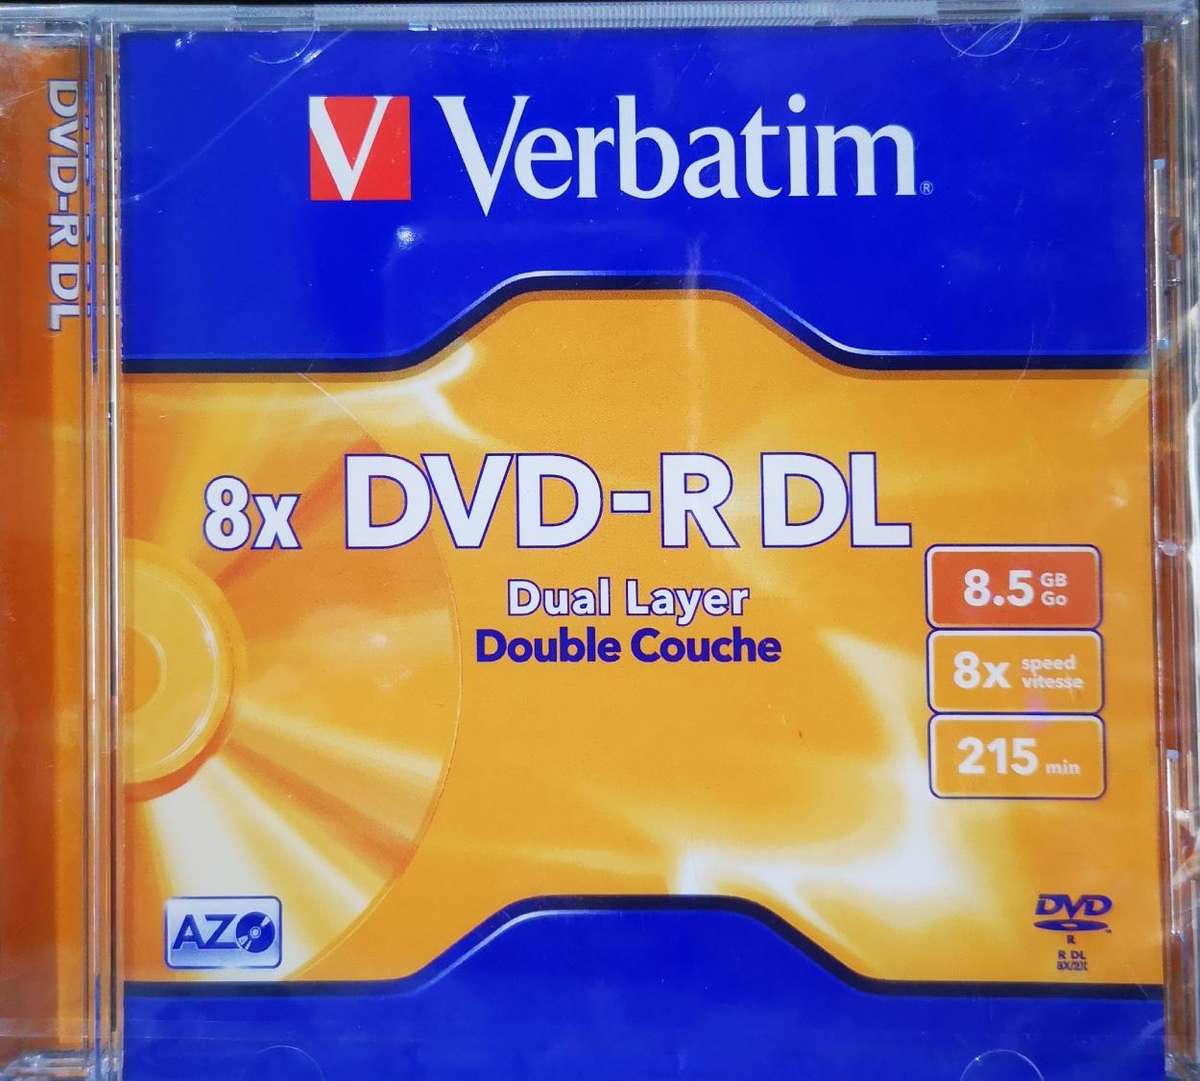 DVD-R DL
V Verbatim®
8x DVD-R DL
Dual Layer
Double Couche
8.5 GB
Go
8x speed
vitesse
215 min
AZO
DVD™
R
R DL